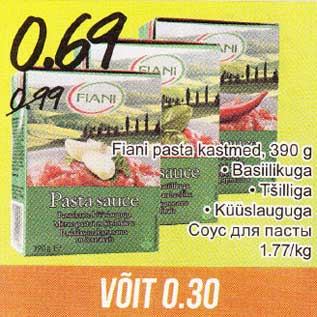 0.69
0.99
FIANI
FIANI
Fiani pasta kastmed, 390 g
• Basiilikuga
• Tšilliga
• Küüslauguga
Соус для пасты
1.77/kg
Pasta sauce
390 g
VÕIT 0.30